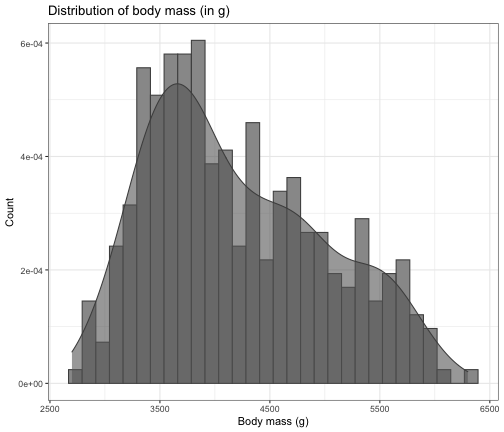 Distribution of body mass (in g)
6e-04
4e-04
2e-04
0e+00
Count
2500
3500
4500
5500
6500
Body mass (g)